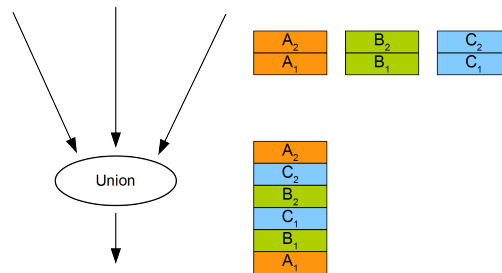 A₂ B₂ C₂
A₁ B₁ C₁
Union
A₂
C₂
B₂
C₁
B₁
A₁